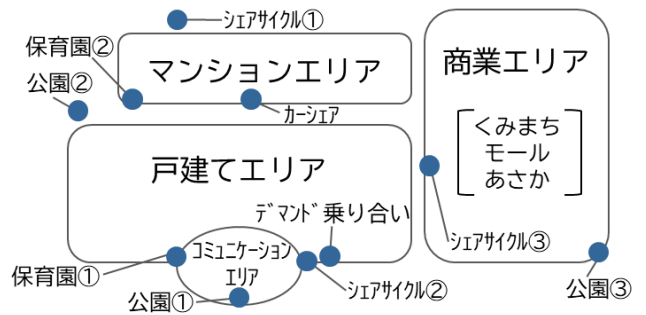 シェアサイクル①
保育園②
マンションエリア
商業エリア
公園②
カーシェア
くみまち
モール
あさか
戸建てエリア
デマンド乗り合い
コミュニケーション
エリア
シェアサイクル③
保育園①
公園①
シェアサイクル②
公園③